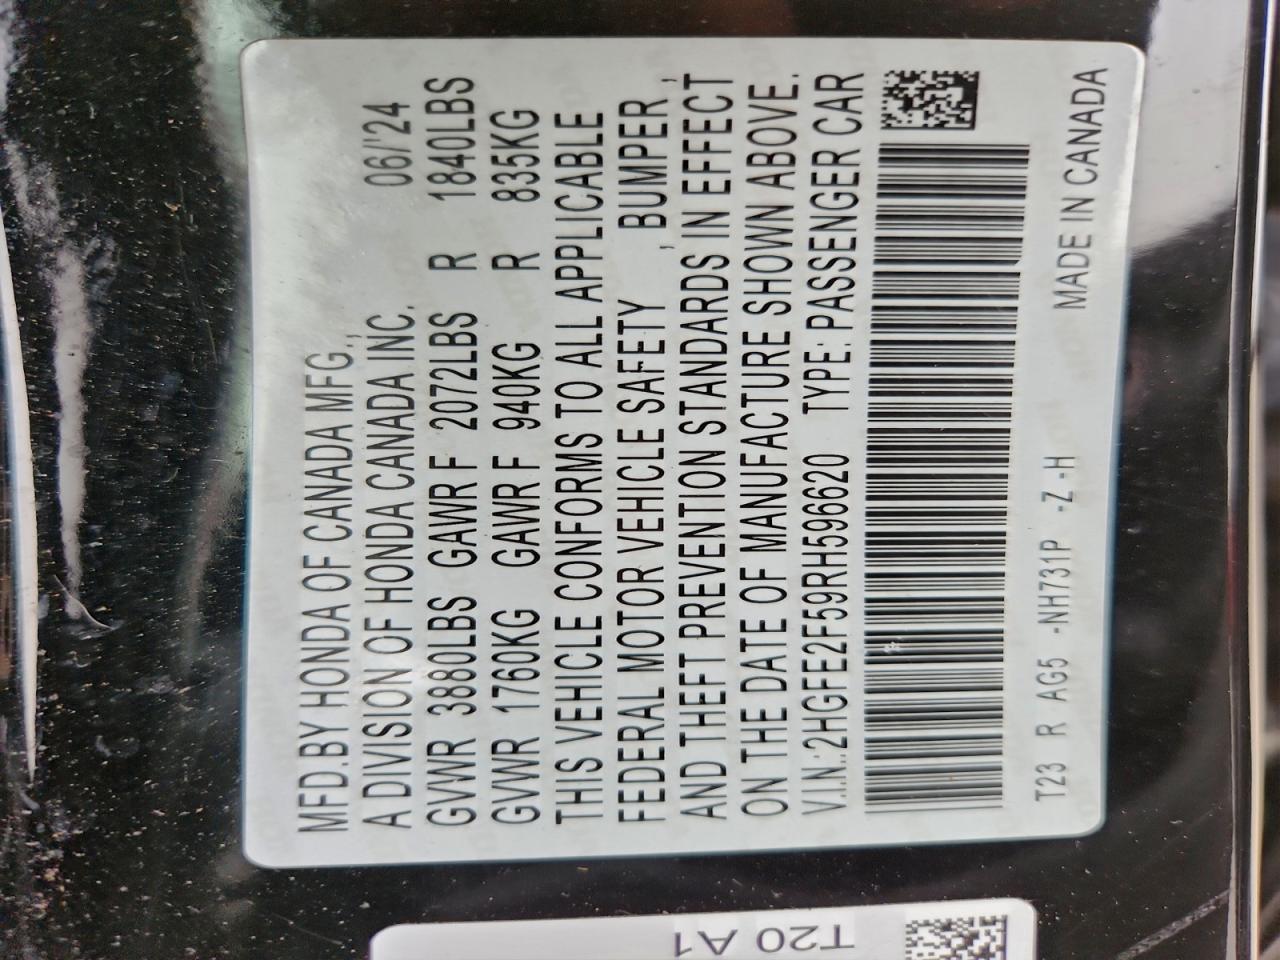 MFD.BY HONDA OF CANADA MFG.,
A DIVISION OF HONDA CANADA INC. 06/'24
GVWR 3880LBS GAWR F 2072LBS R 1840LBS
GVWR 1760KG GAWR F 940KG R 835KG
THIS VEHICLE CONFORMS TO ALL APPLICABLE
FEDERAL MOTOR VEHICLE SAFETY , BUMPER ,
AND THEFT PREVENTION STANDARDS IN EFFECT
ON THE DATE OF MANUFACTURE SHOWN ABOVE.
V.I.N.:2HGFE2F59RH596620 TYPE: PASSENGER CAR
T23 R AG5 -NH731P -Z -H MADE IN CANADA
T20 A1